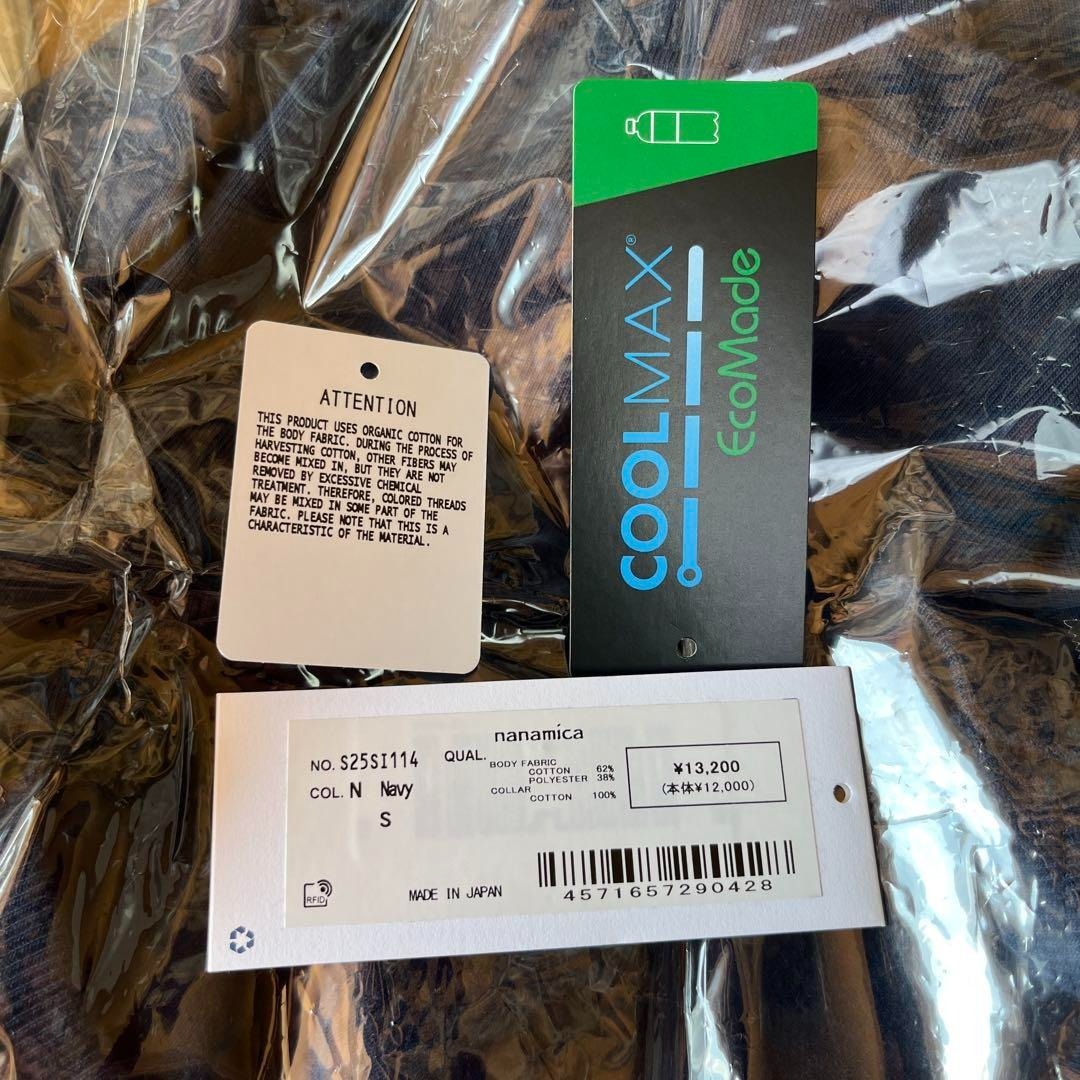 ATTENTION
THIS PRODUCT USES ORGANIC COTTON FOR
THE BODY FABRIC. DURING THE PROCESS OF
HARVESTING COTTON, OTHER FIBERS MAY
BECOME MIXED IN, BUT THEY ARE NOT
REMOVED BY EXCESSIVE CHEMICAL
TREATMENT. THEREFORE, COLORED THREADS
MAY BE MIXED IN SOME PART OF THE
FABRIC. PLEASE NOTE THAT THIS IS A
CHARACTERISTIC OF THE MATERIAL.
COOLMAX®
EcoMade
nanamica
NO. S25SI114
COL. N Navy
S
QUAL.
BODY FABRIC
COTTON 62%
POLYESTER 38%
COLLAR
COTTON 100%
¥13,200
(本体¥12,000)
RFID
MADE IN JAPAN
4571657290428